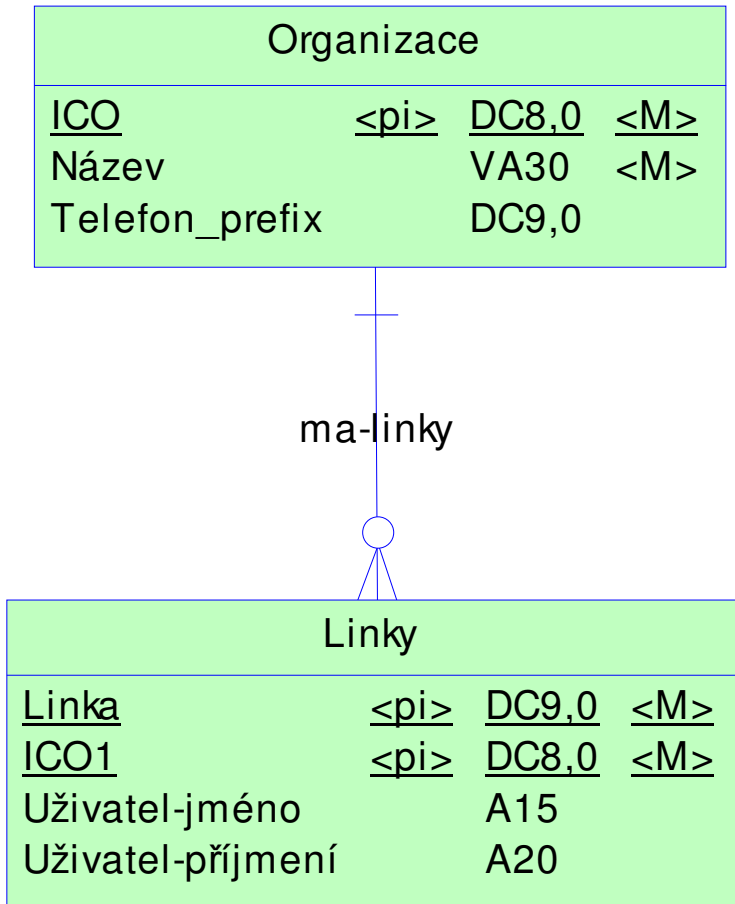 Organizace
ICO <pi> DC8,0 <M>
Název VA30 <M>
Telefon_prefix DC9,0
ma-linky
Linky
Linka <pi> DC9,0 <M>
ICO1 <pi> DC8,0 <M>
Uživatel-jméno A15
Uživatel-příjmení A20